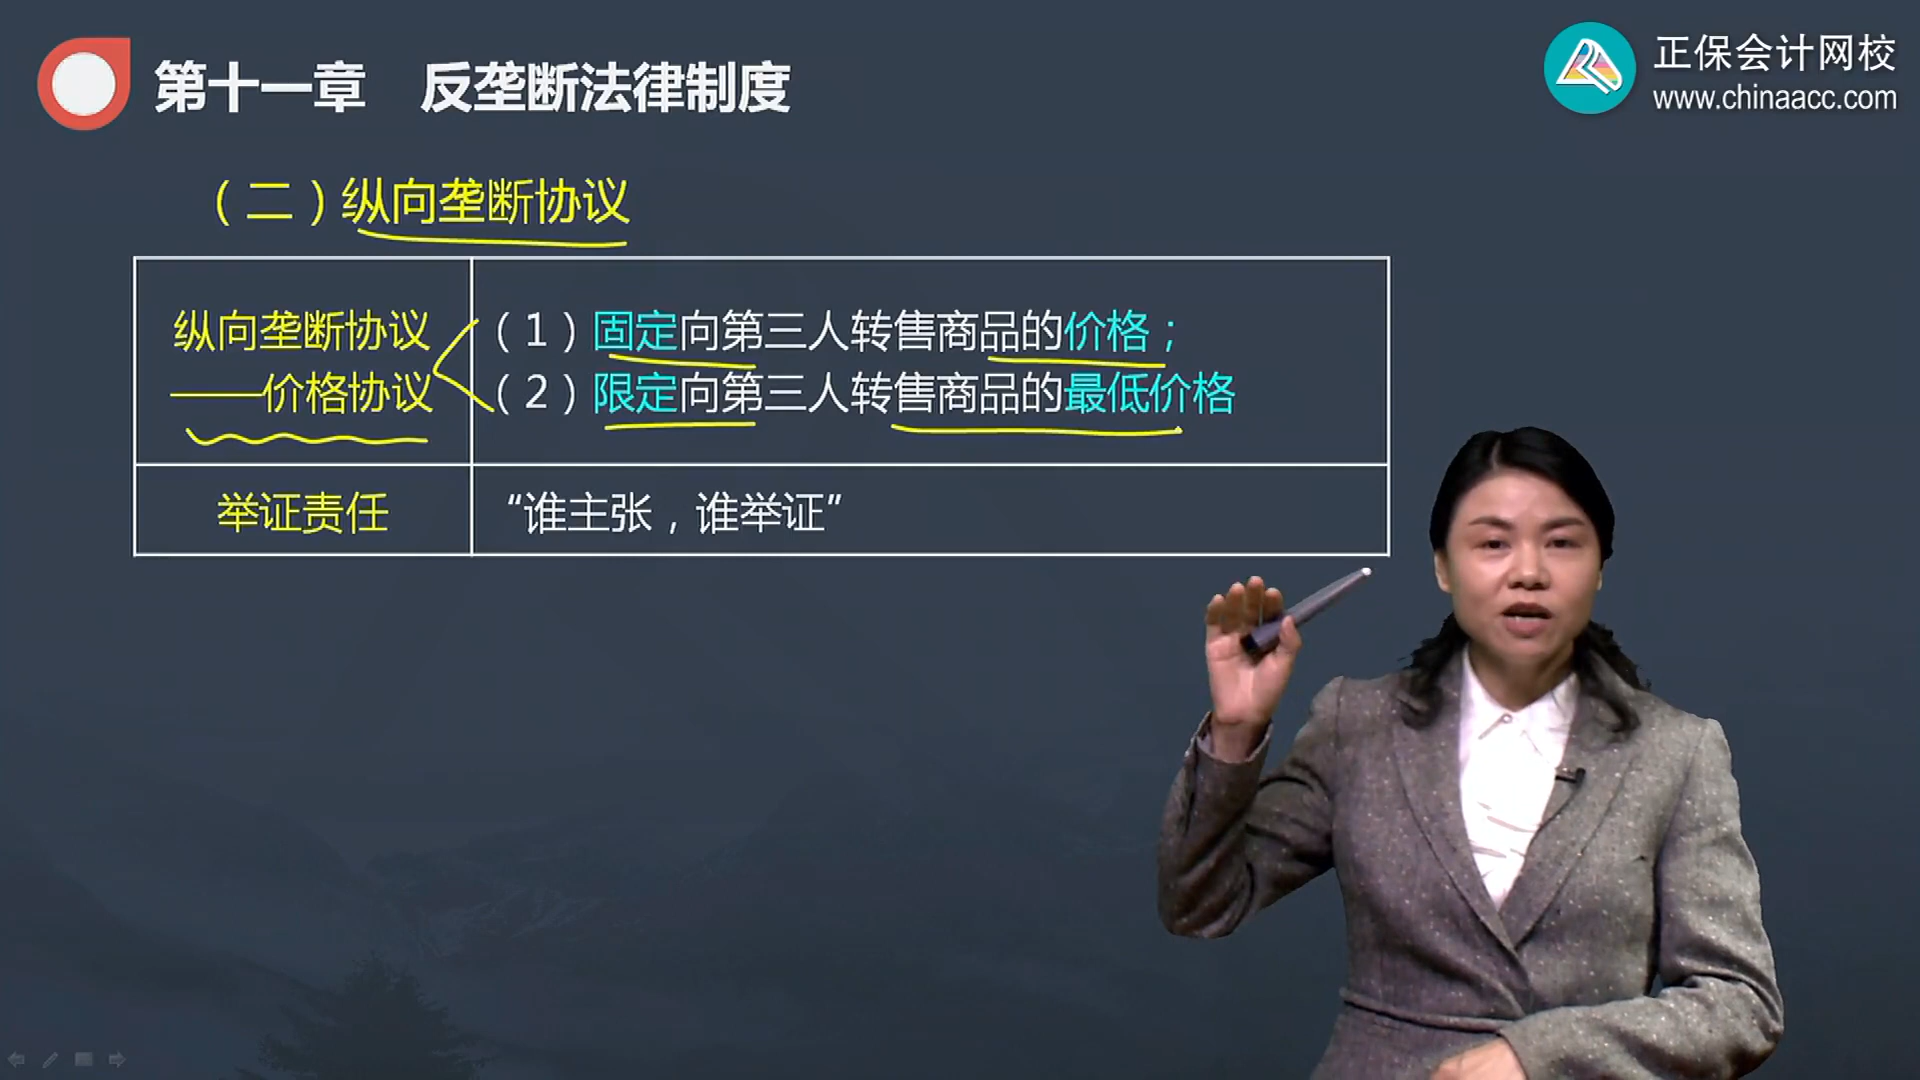 第十一章 反垄断法律制度
正保会计网校
www.chinaacc.com
（二）纵向垄断协议
纵向垄断协议
——价格协议
（1）固定向第三人转售商品的价格；
（2）限定向第三人转售商品的最低价格
举证责任
“谁主张，谁举证”